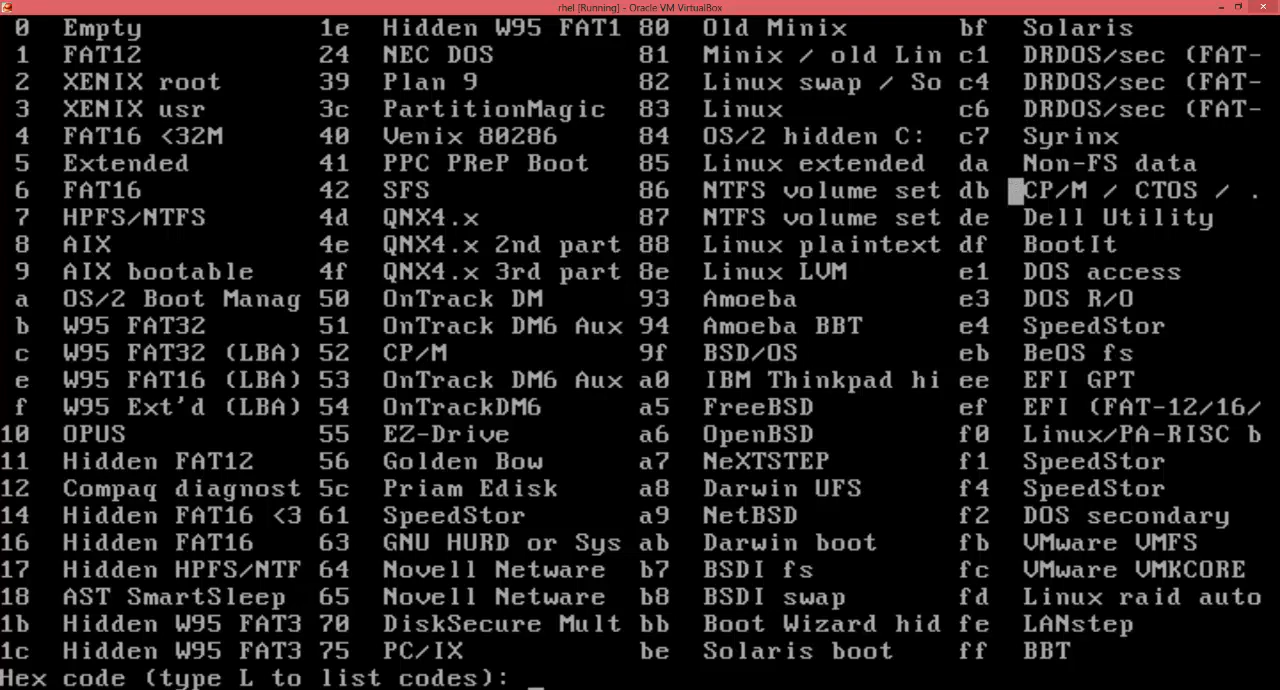 rhel [Running] - Oracle VM VirtualBox
0 Empty 1e Hidden W95 FAT1 80 Old Minix bf Solaris
1 FAT12 24 NEC DOS 81 Minix / old Lin c1 DRDOS/sec (FAT-
2 XENIX root 39 Plan 9 82 Linux swap / So c4 DRDOS/sec (FAT-
3 XENIX usr 3c PartitionMagic 83 Linux c6 DRDOS/sec (FAT-
4 FAT16 <32M 40 Venix 80286 84 OS/2 hidden C: c7 Syrinx
5 Extended 41 PPC PReP Boot 85 Linux extended da Non-FS data
6 FAT16 42 SFS 86 NTFS volume set db CP/M / CTOS / .
7 HPFS/NTFS 4d QNX4.x 87 NTFS volume set de Dell Utility
8 AIX 4e QNX4.x 2nd part 88 Linux plaintext df BootIt
9 AIX bootable 4f QNX4.x 3rd part 8e Linux LVM e1 DOS access
a OS/2 Boot Manag 50 OnTrack DM 93 Amoeba e3 DOS R/O
b W95 FAT32 51 OnTrack DM6 Aux 94 Amoeba BBT e4 SpeedStor
c W95 FAT32 (LBA) 52 CP/M 9f BSD/OS eb BeOS fs
e W95 FAT16 (LBA) 53 OnTrack DM6 Aux a0 IBM Thinkpad hi ee EFI GPT
f W95 Ext'd (LBA) 54 OnTrackDM6 a5 FreeBSD ef EFI (FAT-12/16/
10 OPUS 55 EZ-Drive a6 OpenBSD f0 Linux/PA-RISC b
11 Hidden FAT12 56 Golden Bow a7 NeXTSTEP f1 SpeedStor
12 Compaq diagnost 5c Priam Edisk a8 Darwin UFS f4 SpeedStor
14 Hidden FAT16 <3 61 SpeedStor a9 NetBSD f2 DOS secondary
16 Hidden FAT16 63 GNU HURD or Sys ab Darwin boot fb VMware VMFS
17 Hidden HPFS/NTF 64 Novell Netware b7 BSDI fs fc VMware VMKCORE
18 AST SmartSleep 65 Novell Netware b8 BSDI swap fd Linux raid auto
1b Hidden W95 FAT3 70 DiskSecure Mult bb Boot Wizard hid fe LANstep
1c Hidden W95 FAT3 75 PC/IX be Solaris boot ff BBT
Hex code (type L to list codes): _